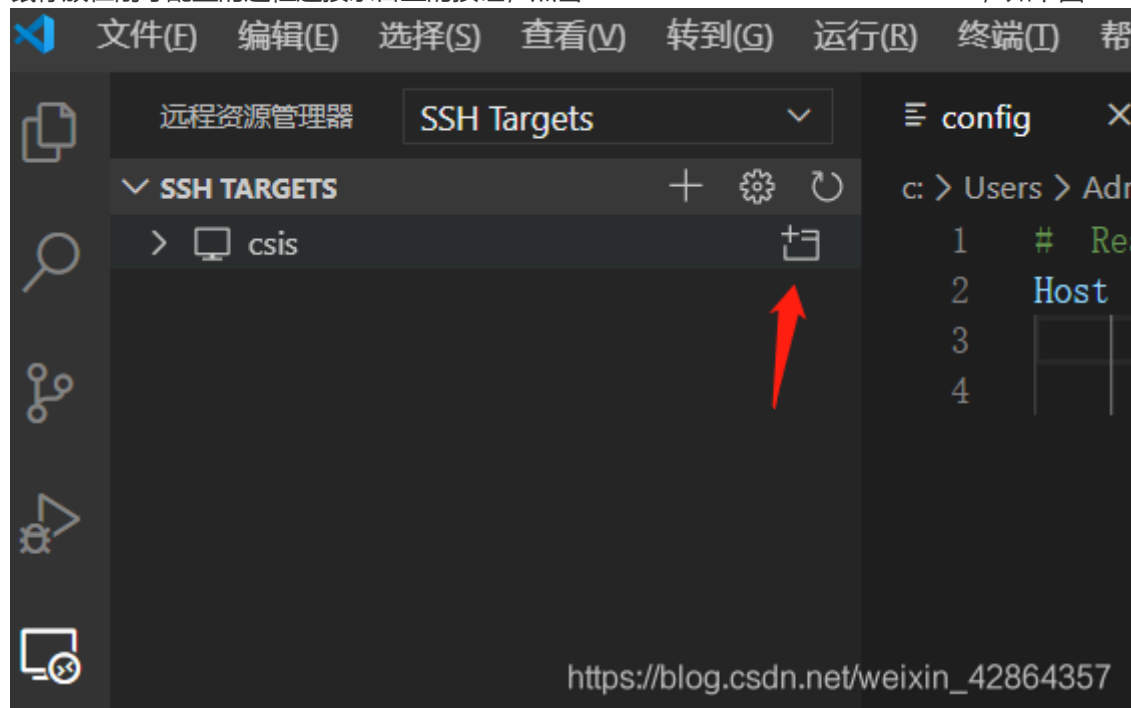 文件(F) 编辑(E) 选择(S) 查看(V) 转到(G) 运行(R) 终端(T) 帮
远程资源管理器 SSH Targets
config
SSH TARGETS
c: > Users >
csis
1 #
2 Host
3
4
https://blog.csdn.net/weixin_42864357